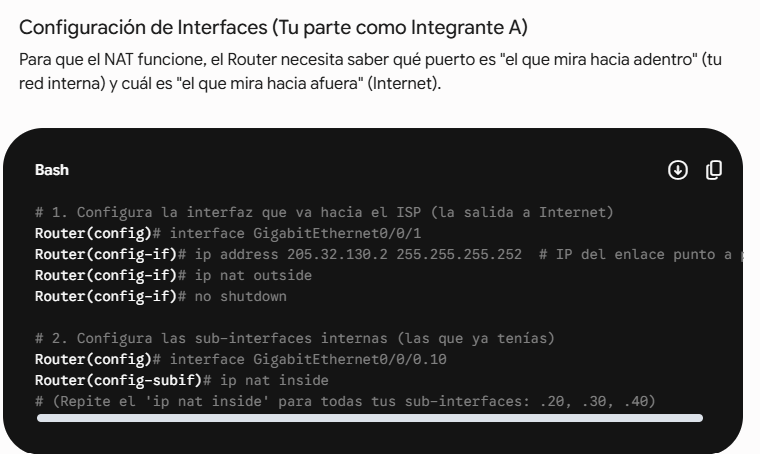 Configuración de Interfaces (Tu parte como Integrante A)
Para que el NAT funcione, el Router necesita saber qué puerto es "el que mira hacia adentro" (tu
red interna) y cuál es "el que mira hacia afuera" (Internet).
Bash
# 1. Configura la interfaz que va hacia el ISP (la salida a Internet)
Router(config)# interface GigabitEthernet0/0/1
Router(config-if)# ip address 205.32.130.2 255.255.255.252  # IP del enlace punto a
Router(config-if)# ip nat outside
Router(config-if)# no shutdown
# 2. Configura las sub-interfaces internas (las que ya tenías)
Router(config)# interface GigabitEthernet0/0/0.10
Router(config-subif)# ip nat inside
# (Repite el 'ip nat inside' para todas tus sub-interfaces: .20, .30, .40)